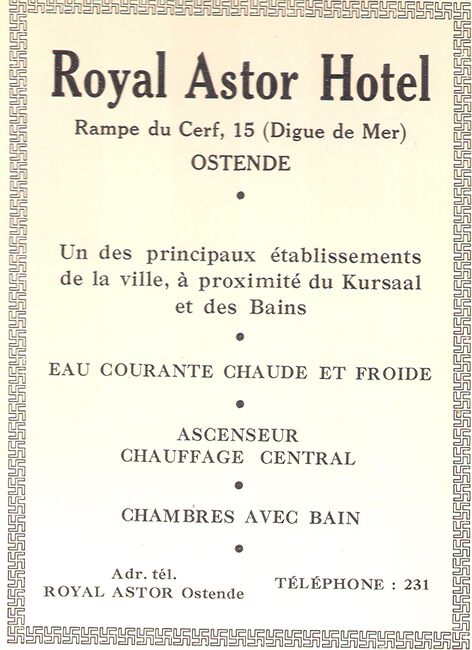 Royal Astor Hotel
Rampe du Cerf, 15 (Digue de Mer)
OSTENDE
•
Un des principaux établissements
de la ville, à proximité du Kursaal
et des Bains
•
EAU COURANTE CHAUDE ET FROIDE
•
ASCENSEUR
CHAUFFAGE CENTRAL
•
CHAMBRES AVEC BAIN
•
Adr. tél.
ROYAL ASTOR Ostende
TÉLÉPHONE : 231